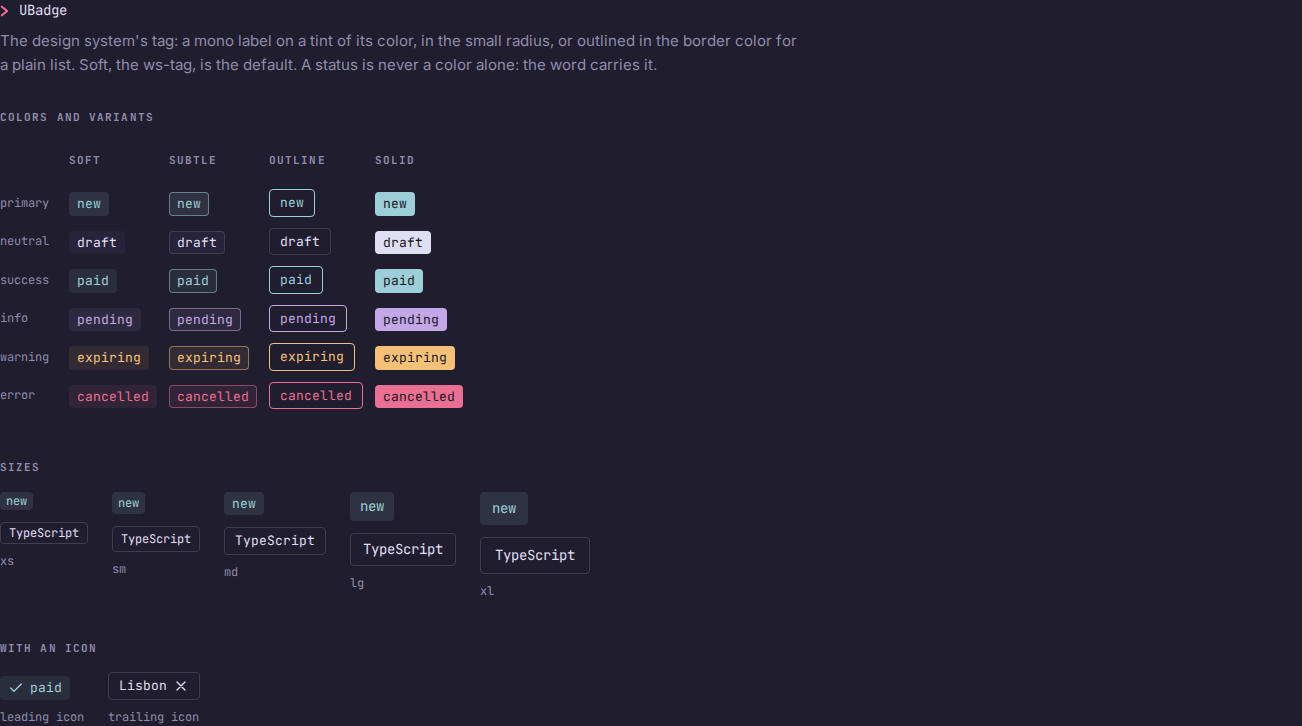 UBadge
The design system's tag: a mono label on a tint of its color, in the small radius, or outlined in the border color for
a plain list. Soft, the ws-tag, is the default. A status is never a color alone: the word carries it.
COLORS AND VARIANTS
SOFT SUBTLE OUTLINE SOLID
primary new new new new
neutral draft draft draft draft
success paid paid paid paid
info pending pending pending pending
warning expiring expiring expiring expiring
error cancelled cancelled cancelled cancelled
SIZES
new new new new new
TypeScript TypeScript TypeScript TypeScript TypeScript
xs sm md lg xl
WITH AN ICON
paid Lisbon
leading icon trailing icon